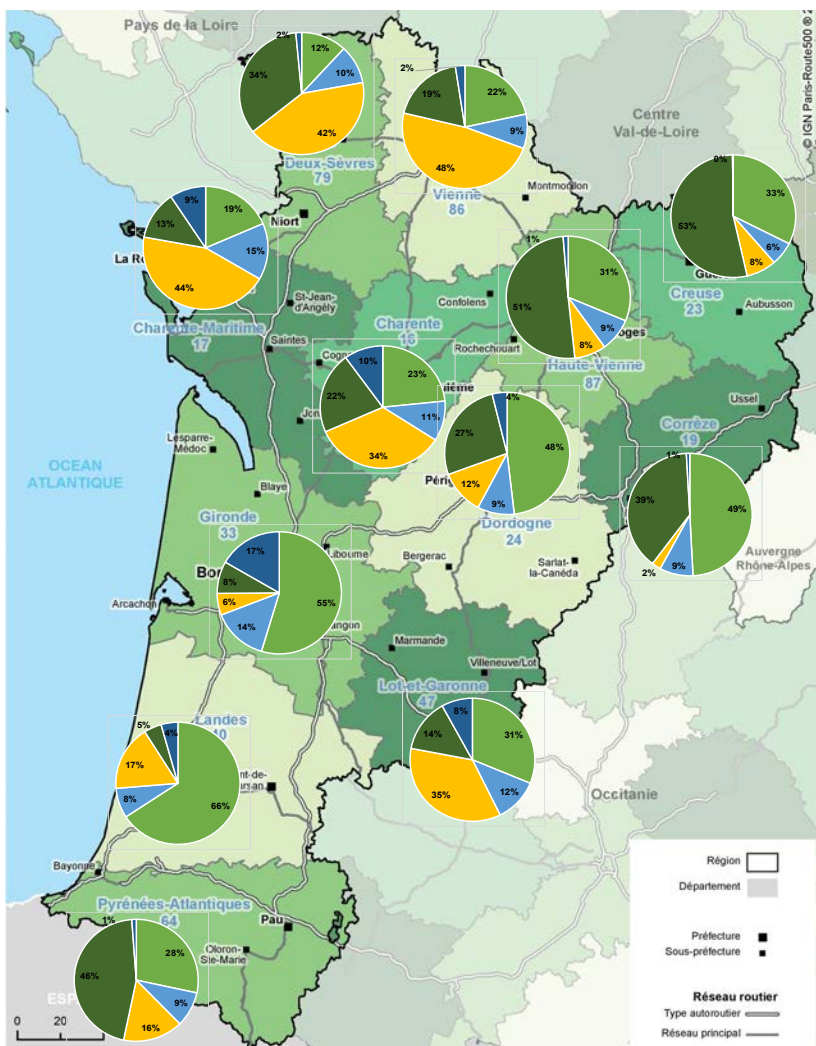 Pays de la Loire
© IGN Paris-Route500 ®
2%
12%
34%
10%
42%
Deux-Sèvres
79
2%
22%
19%
9%
48%
Vienne
86
Montmorillon
Centre
Val-de-Loire
Niort
9%
19%
13%
15%
44%
La
St-Jean-
d'Angély
Charente-Maritime
17
Saintes
0%
33%
53%
6%
8%
Creuse
23
Aubusson
Confolens
Charente
16
Rochechouart
1%
31%
51%
9%
8%
Haute-Vienne
87
10%
23%
22%
11%
34%
Ussel
Corrèze
19
4%
48%
27%
12%
9%
Dordogne
24
1%
39%
49%
2%
9%
Auvergne
Rhône-Alpes
OCEAN
ATLANTIQUE
Lesparre-
Médoc
Blaye
Gironde
33
Libourne
Bergerac
Sarlat-
la-Canéda
17%
8%
6%
55%
14%
Arcachon
Marmande
Villeneuve/Lot
Lot-et-Garonne
47
8%
14%
31%
35%
12%
Landes
40
5%
4%
17%
8%
66%
Occitanie
Bayonne
Pyrénées-Atlantiques
64
Pau
Oloron-
Ste-Marie
1%
46%
28%
9%
16%
0 20 40
Région
Département
Préfecture
Sous-préfecture
Réseau routier
Type autoroutier
Réseau principal